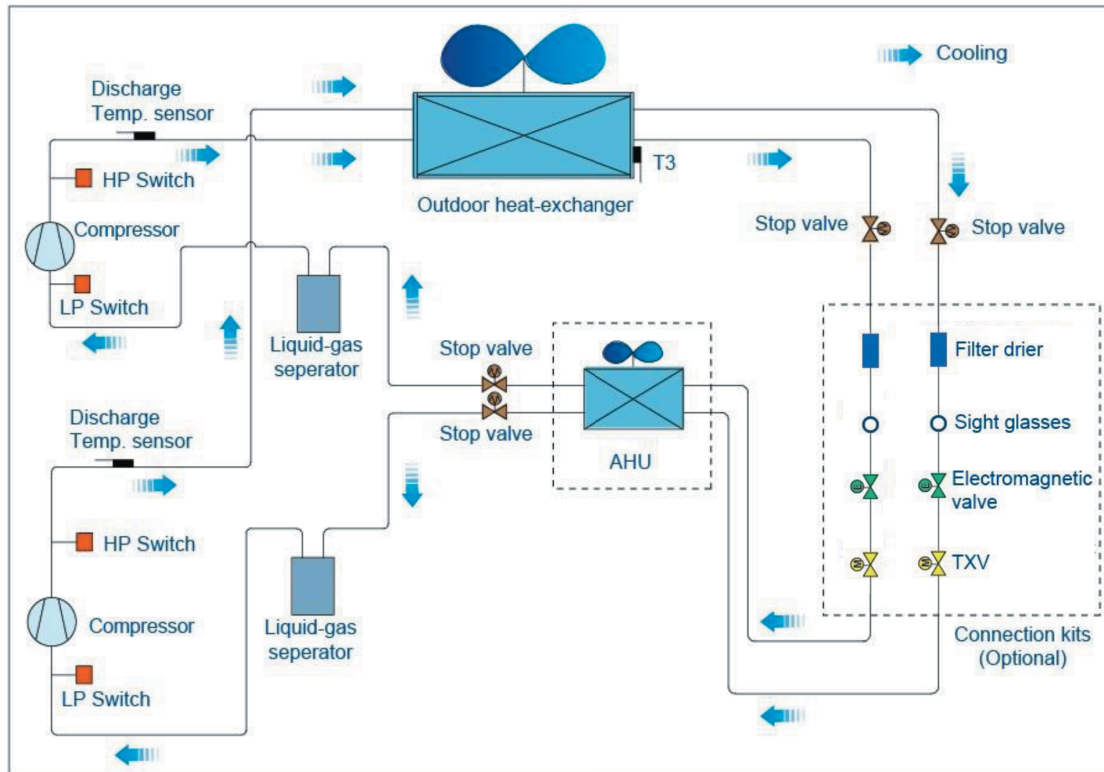 Cooling
Discharge
Temp. sensor
HP Switch
T3
Outdoor heat-exchanger
Compressor
Stop valve
Stop valve
LP Switch
Liquid-gas
seperator
Stop valve
Filter drier
Discharge
Temp. sensor
Stop valve
Sight glasses
AHU
Electromagnetic
valve
HP Switch
TXV
Compressor
Liquid-gas
seperator
Connection kits
(Optional)
LP Switch